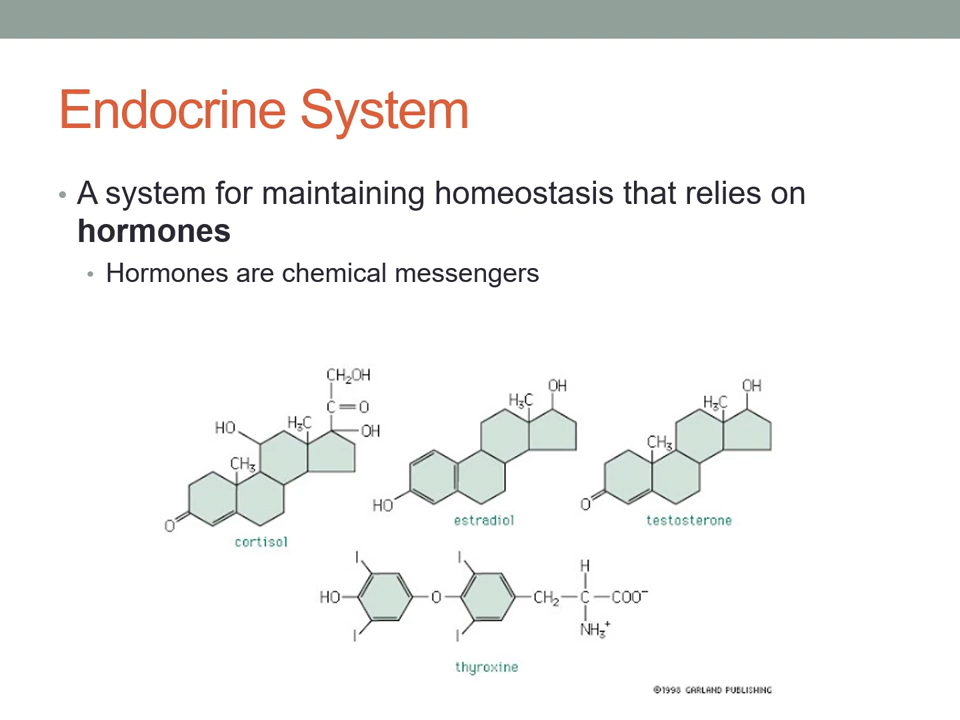 Endocrine System
• A system for maintaining homeostasis that relies on
hormones
• Hormones are chemical messengers
CH₂OH
C=O
HO
H₃C
OH
CH₃
O
cortisol
OH
H₃C
HO
estradiol
OH
H₃C
CH₃
O
testosterone
I
I
H
HO
O
CH₂—C—COO⁻
I
I
NH₃⁺
thyroxine
©1998 GARLAND PUBLISHING